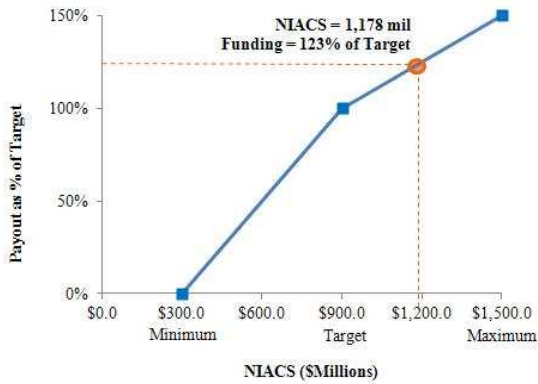 NIACS = 1,178 mil
Funding = 123% of Target
150%
100%
50%
0%
Payout as % of Target
$0.0 $300.0 $600.0 $900.0 $1,200.0 $1,500.0
Minimum Target Maximum
NIACS ($Millions)